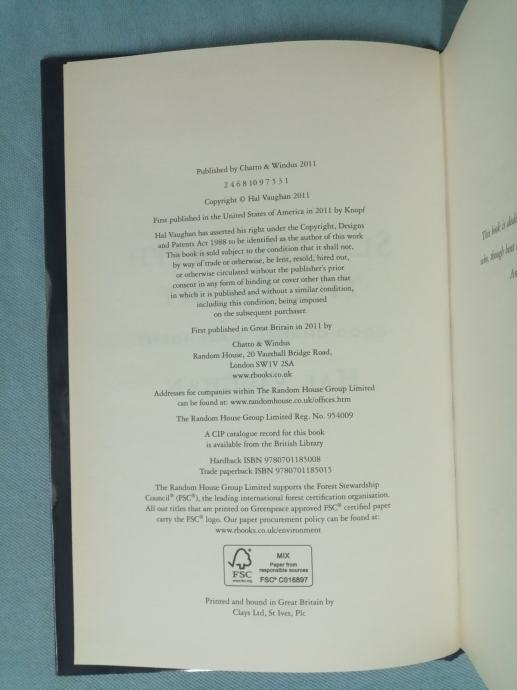 Published by Chatto & Windus 2011
2 4 6 8 10 9 7 5 3 1
Copyright © Hal Vaughan 2011
First published in the United States of America in 2011 by Knopf
Hal Vaughan has asserted his right under the Copyright, Designs
and Patents Act 1988 to be identified as the author of this work
This book is sold subject to the condition that it shall not,
by way of trade or otherwise, be lent, resold, hired out,
or otherwise circulated without the publisher's prior
consent in any form of binding or cover other than that
in which it is published and without a similar condition,
including this condition, being imposed
on the subsequent purchaser.
First published in Great Britain in 2011 by
Chatto & Windus
Random House, 20 Vauxhall Bridge Road,
London SW1V 2SA
www.rbooks.co.uk
Addresses for companies within The Random House Group Limited
can be found at: www.randomhouse.co.uk/offices.htm
The Random House Group Limited Reg. No. 954009
A CIP catalogue record for this book
is available from the British Library
Hardback ISBN 9780701185008
Trade paperback ISBN 9780701185015
The Random House Group Limited supports the Forest Stewardship
Council® (FSC®), the leading international forest certification organisation.
All our titles that are printed on Greenpeace approved FSC® certified paper
carry the FSC® logo. Our paper procurement policy can be found at:
www.rbooks.co.uk/environment
FSC
www.fsc.org
MIX
Paper from
responsible sources
FSC® C016897
Printed and bound in Great Britain by
Clays Ltd, St Ives, Plc
This book is
who, though